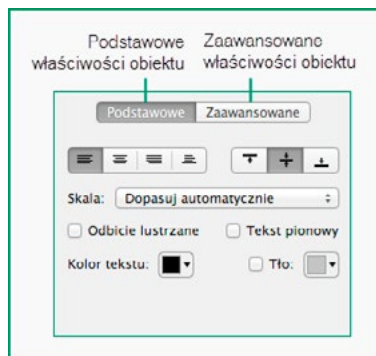 Podstawowe
właściwości obiektu
Zaawansowane
właściwości obiektu
Podstawowe Zaawansowane
Skala: Dopasuj automatycznie
Odbicie lustrzane Tekst pionowy
Kolor tekstu: Tło: